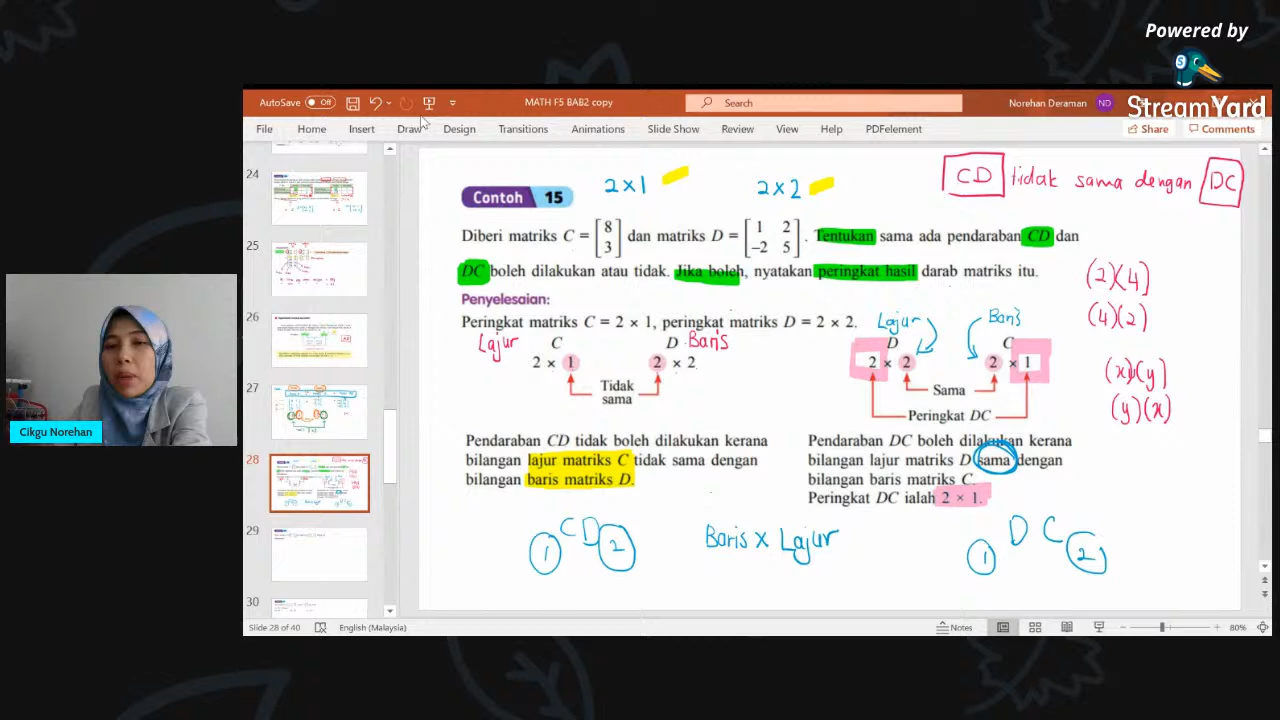 Powered by
StreamYard
AutoSave Off
MATH F5 BAB2 copy
Search
Norehan Deraman ND
File Home Insert Draw Design Transitions Animations Slide Show Review View Help PDFelement
Share Comments
24
25
26
27
28
29
30
2 x 1
2 x 2
CD tidak sama dengan DC
Contoh 15
Diberi matriks C = [8 3] dan matriks D = [1 2 -2 5]. Tentukan sama ada pendaraban CD dan
DC boleh dilakukan atau tidak. Jika boleh, nyatakan peringkat hasil darab matriks itu.
(2)(4)
(4)(2)
Penyelesaian:
Peringkat matriks C = 2 × 1, peringkat matriks D = 2 × 2.
Lajur
Baris
Lajur C D Baris
2 × 1 2 × 2
Tidak
sama
D C
2 × 2 2 × 1
Sama
Peringkat DC
(x)(y)
(y)(x)
Pendaraban CD tidak boleh dilakukan kerana
bilangan lajur matriks C tidak sama dengan
bilangan baris matriks D.
Pendaraban DC boleh dilakukan kerana
bilangan lajur matriks D sama dengan
bilangan baris matriks C.
Peringkat DC ialah 2 × 1.
1 CD 2
Baris x Lajur
1 D C 2
Cikgu Norehan
Slide 28 of 40 English (Malaysia) Notes 80%